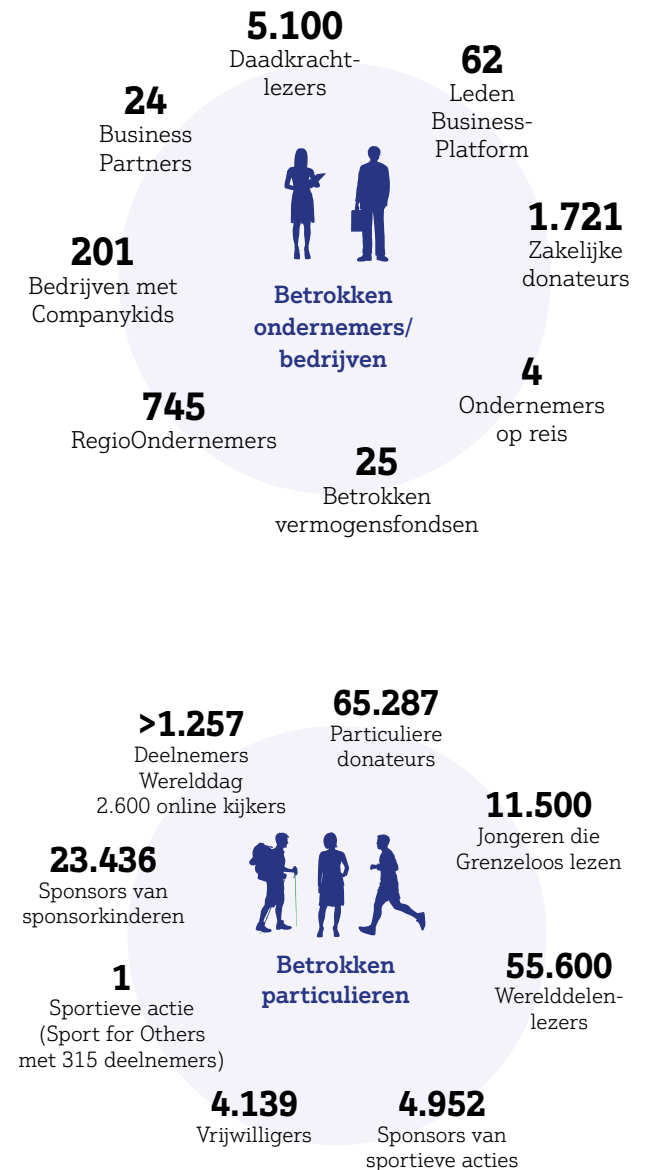 5.100
Daadkracht-
lezers
62
Leden
Business-
Platform
24
Business
Partners
1.721
Zakelijke
donateurs
201
Bedrijven met
Companykids
Betrokken
ondernemers/
bedrijven
4
Ondernemers
op reis
745
RegioOndernemers
25
Betrokken
vermogensfondsen
>1.257
Deelnemers
Werelddag
2.600 online kijkers
65.287
Particuliere
donateurs
11.500
Jongeren die
Grenzeloos lezen
23.436
Sponsors van
sponsorkinderen
Betrokken
particulieren
55.600
Werelddelen-
lezers
1
Sportieve actie
(Sport for Others
met 315 deelnemers)
4.139
Vrijwilligers
4.952
Sponsors van
sportieve acties